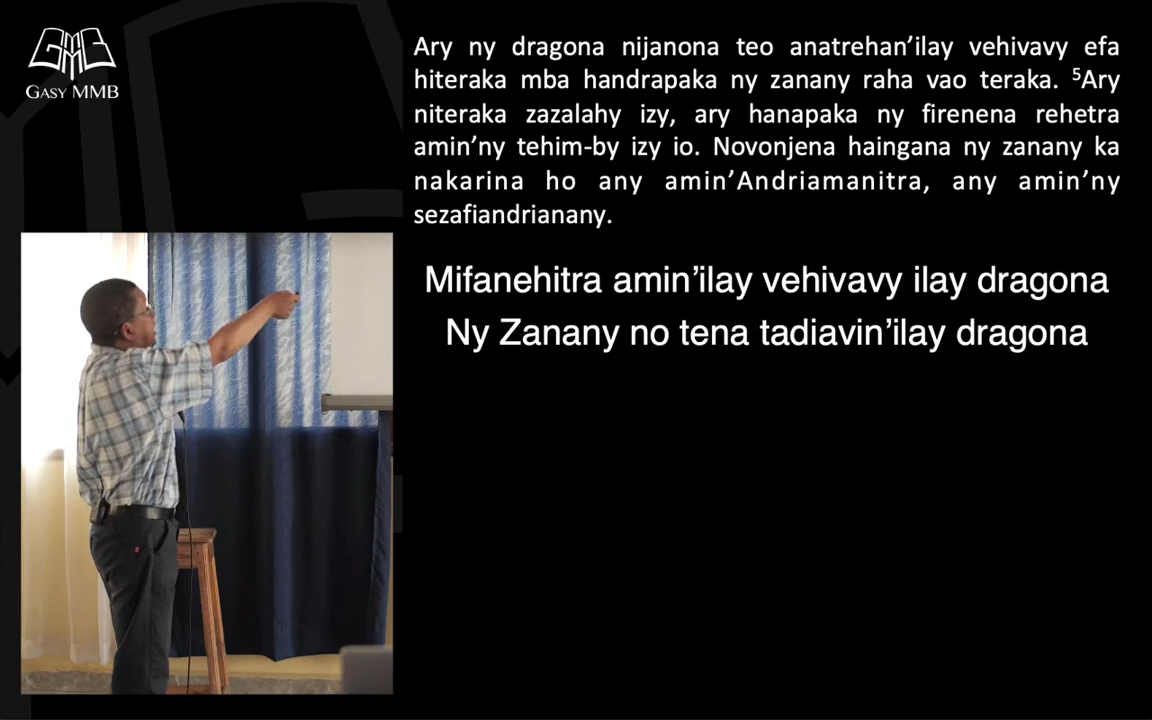 GMMB
GASY MMB
Ary ny dragona nijanona teo anatrehan’ilay vehivavy efa
hiteraka mba handrapaka ny zanany raha vao teraka. ⁵Ary
niteraka zazalahy izy, ary hanapaka ny firenena rehetra
amin’ny tehim-by izy io. Novonjena haingana ny zanany ka
nakarina ho any amin’Andriamanitra, any amin’ny
sezafiandrianany.
Mifanehitra amin’ilay vehivavy ilay dragona
Ny Zanany no tena tadiavin’ilay dragona